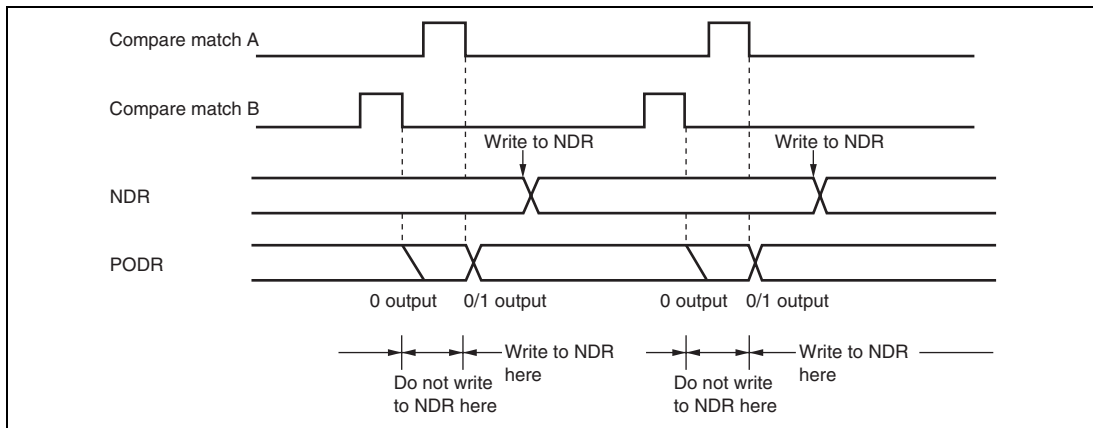 Compare match A
Compare match B
Write to NDR
Write to NDR
NDR
PODR
0 output
0/1 output
0 output
0/1 output
Write to NDR
here
Write to NDR
here
Do not write
to NDR here
Do not write
to NDR here